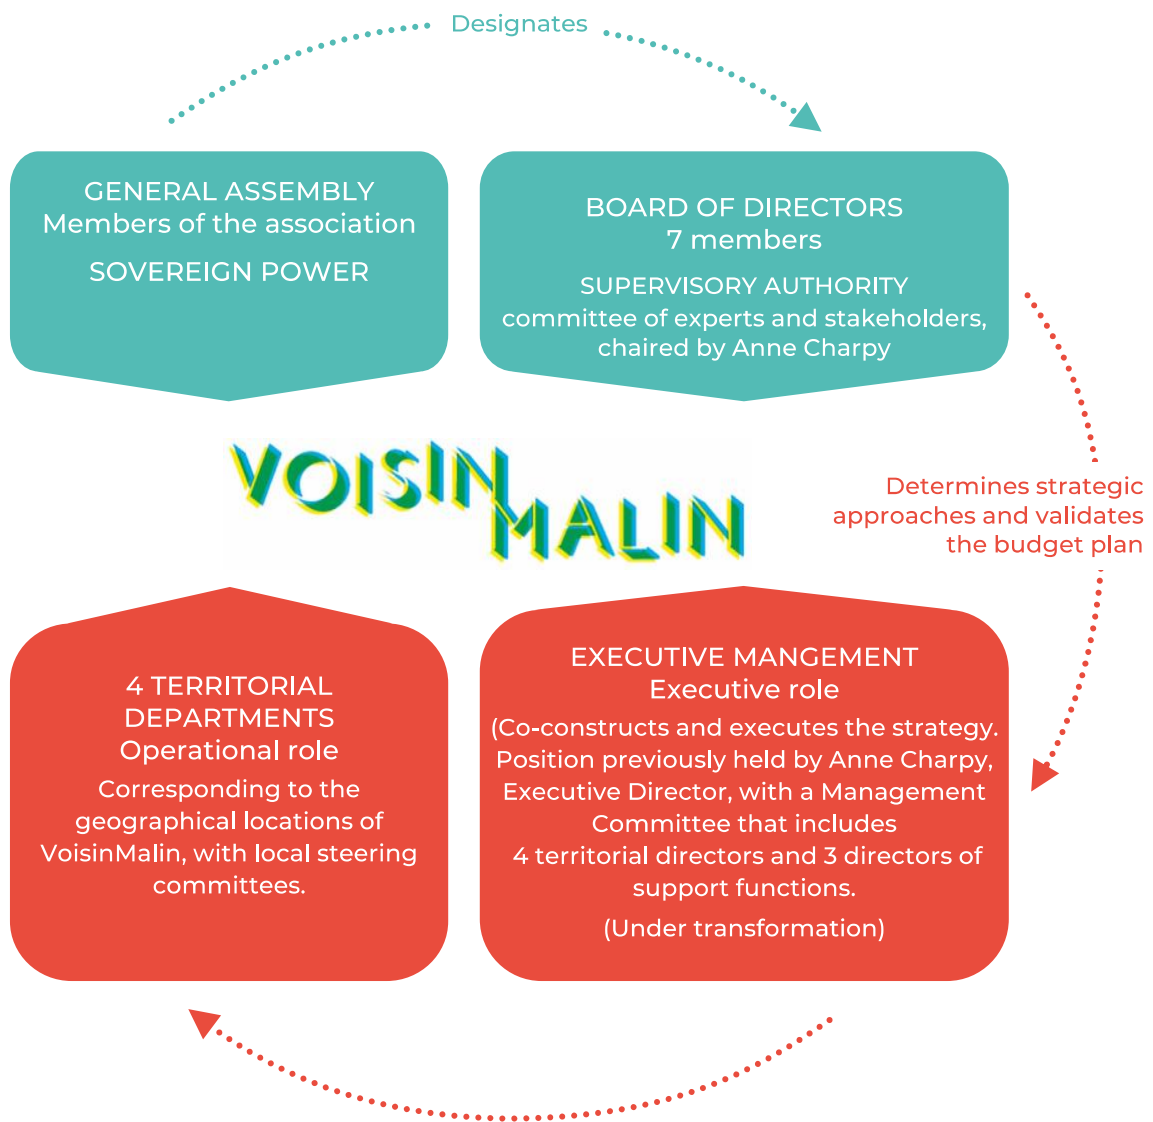 Designates
GENERAL ASSEMBLY
Members of the association
SOVEREIGN POWER
BOARD OF DIRECTORS
7 members
SUPERVISORY AUTHORITY
committee of experts and stakeholders,
chaired by Anne Charpy
VOISIN
MALIN
Determines strategic
approaches and validates
the budget plan
4 TERRITORIAL
DEPARTMENTS
Operational role
Corresponding to the
geographical locations of
VoisinMalin, with local steering
committees.
EXECUTIVE MANGEMENT
Executive role
(Co-constructs and executes the strategy.
Position previously held by Anne Charpy,
Executive Director, with a Management
Committee that includes
4 territorial directors and 3 directors of
support functions.
(Under transformation)